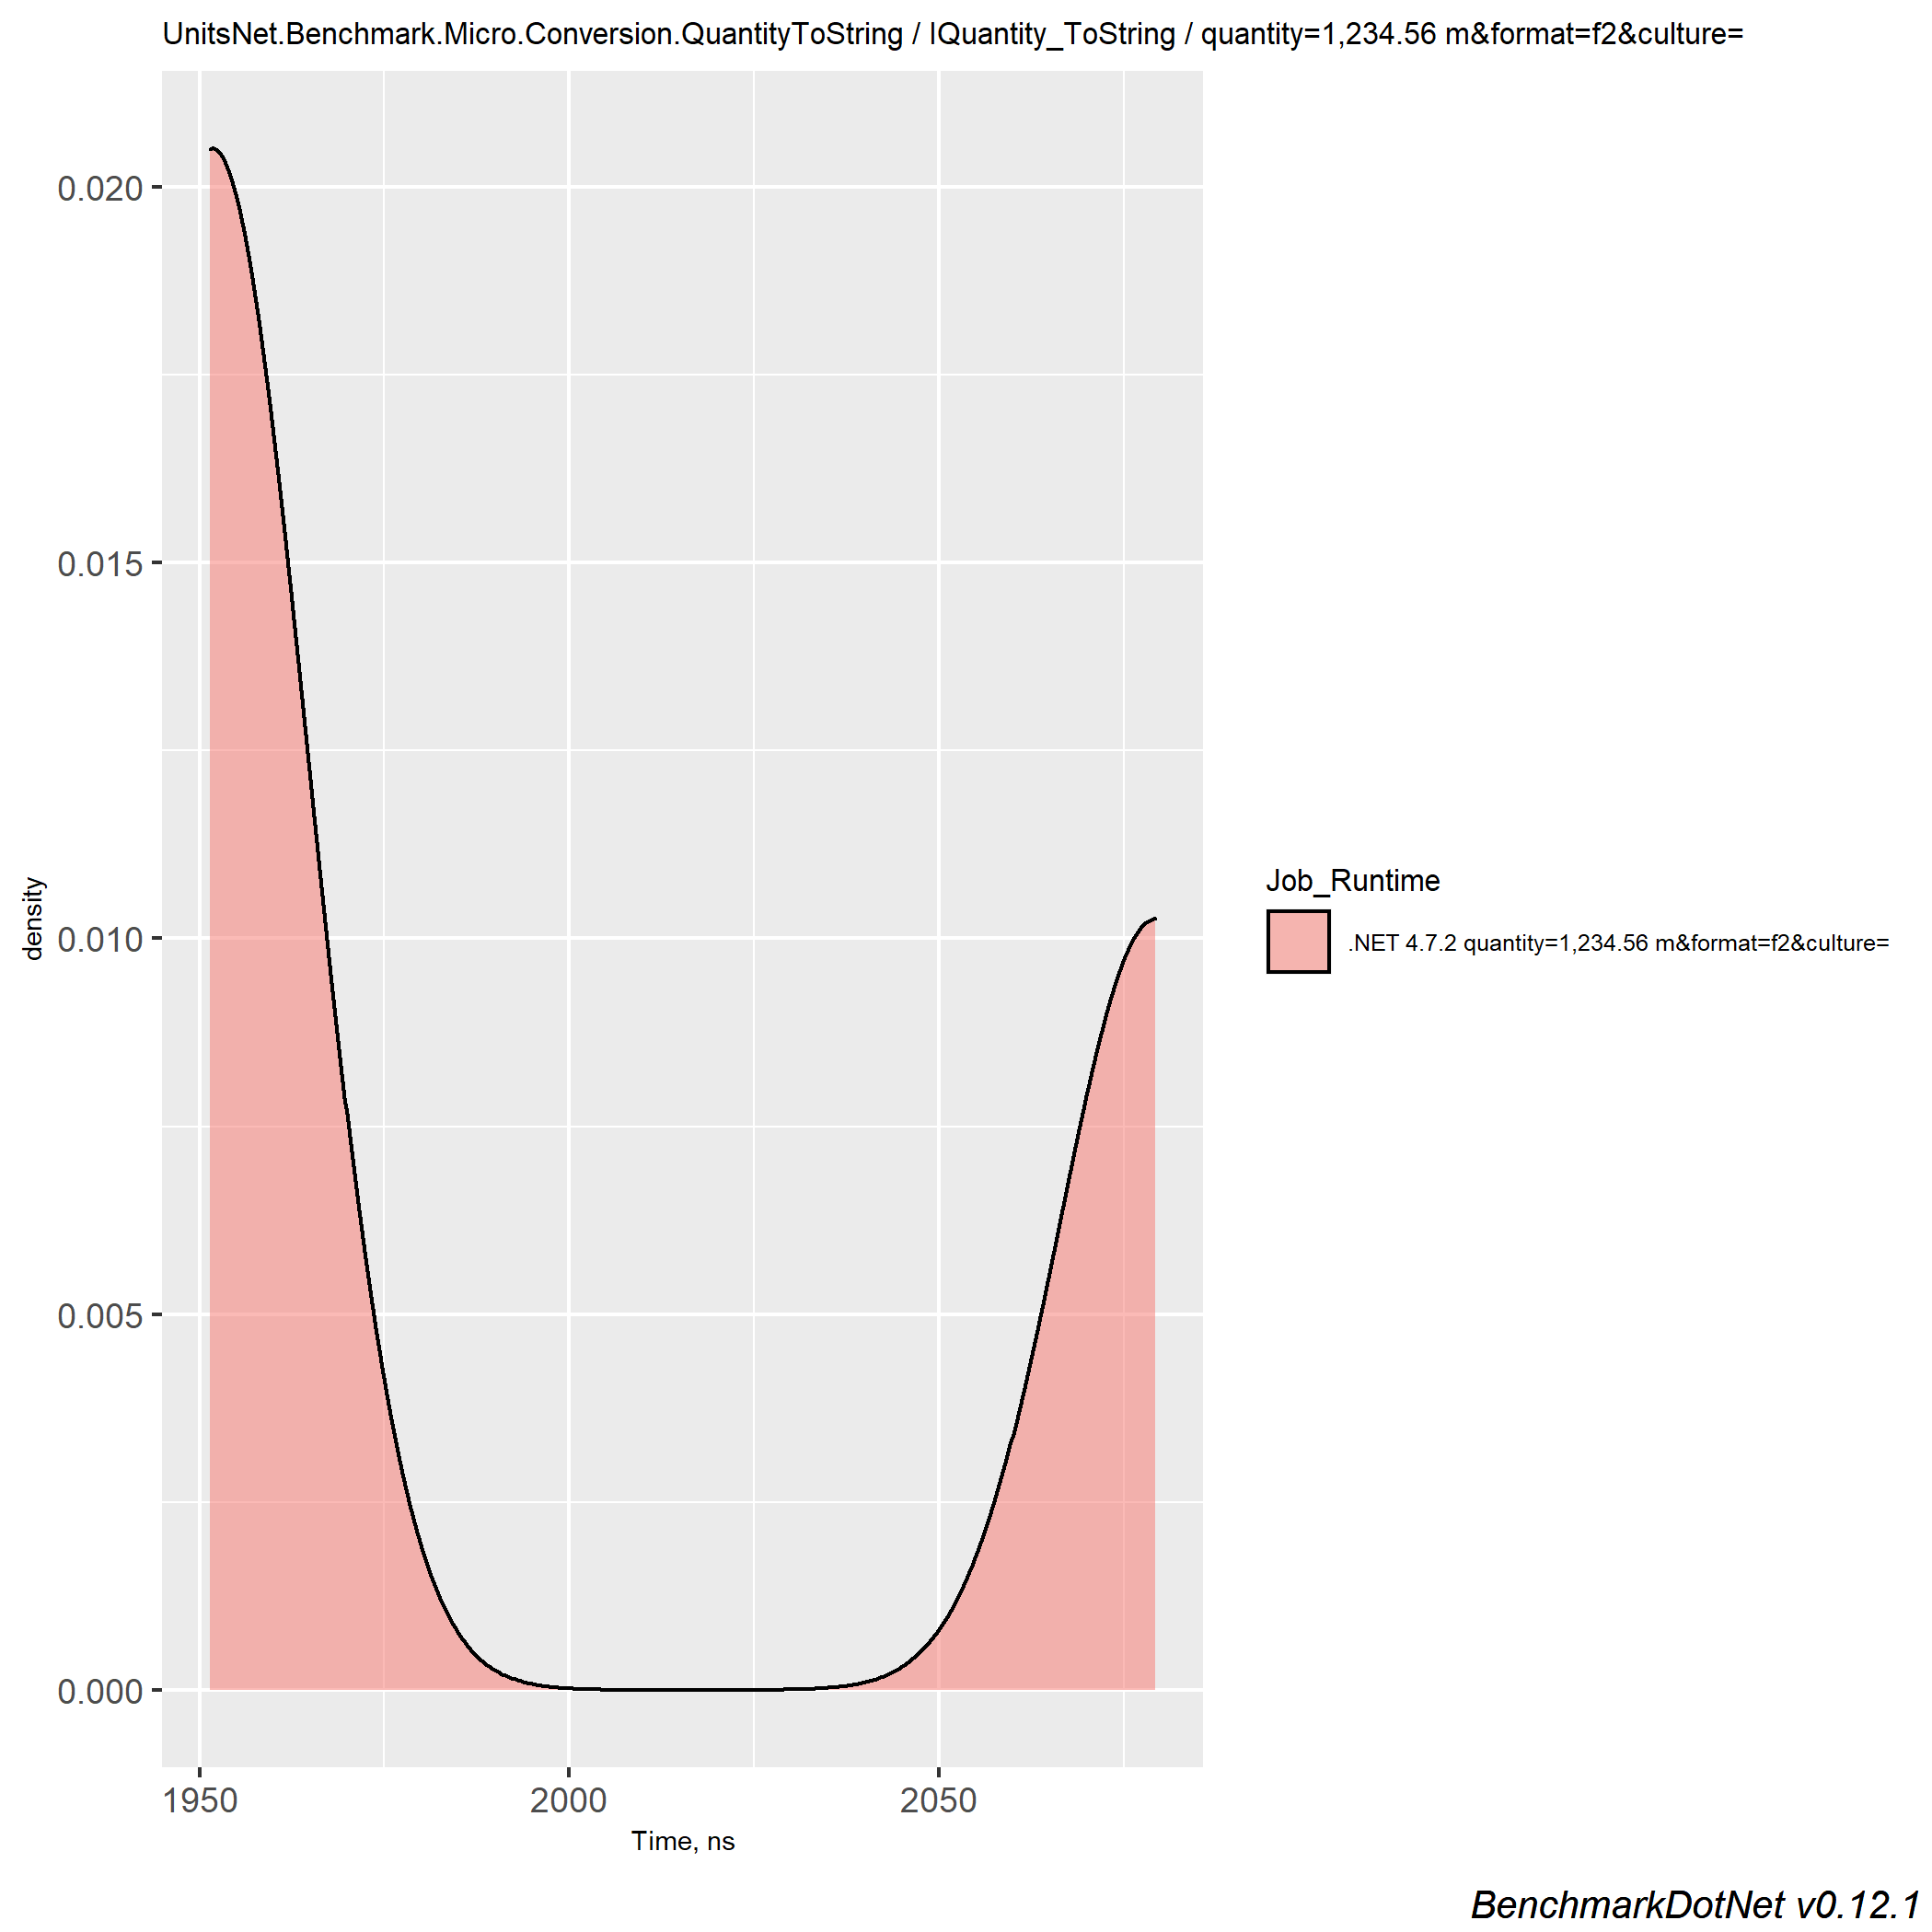 UnitsNet.Benchmark.Micro.Conversion.QuantityToString / IQuantity_ToString / quantity=1,234.56 m&format=f2&culture=
0.020
0.015
0.010
0.005
0.000
density
1950
2000
2050
Time, ns
Job_Runtime
.NET 4.7.2 quantity=1,234.56 m&format=f2&culture=
BenchmarkDotNet v0.12.1